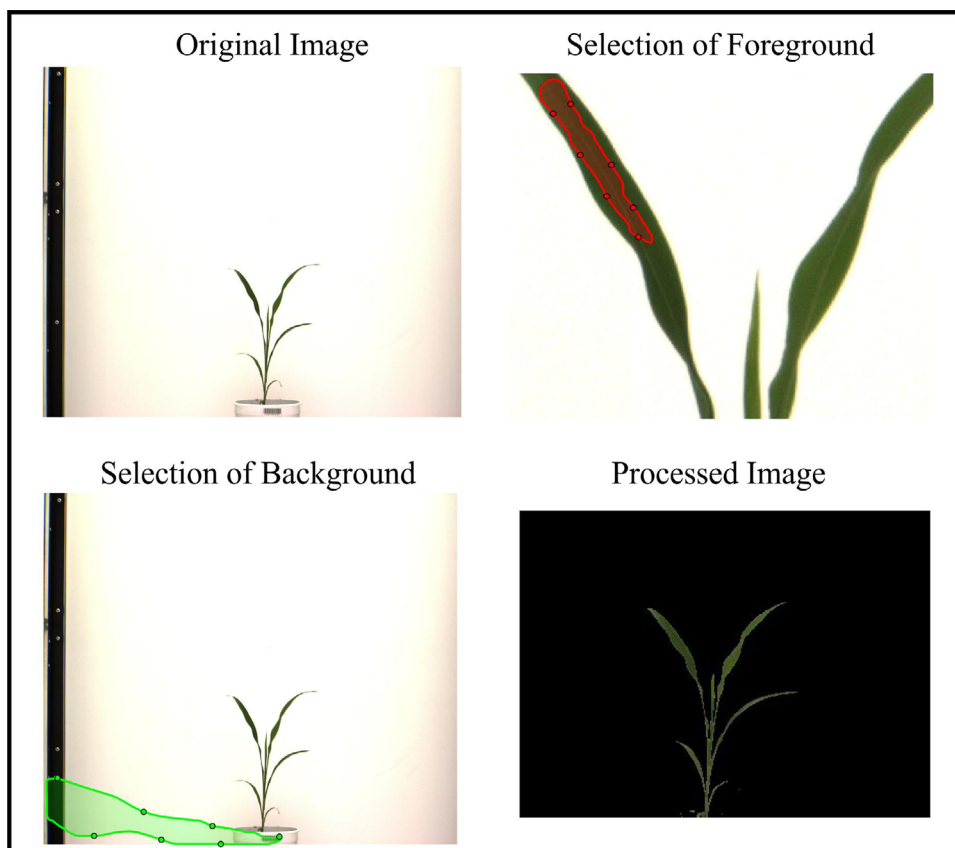 Original Image
Selection of Foreground
Selection of Background
Processed Image